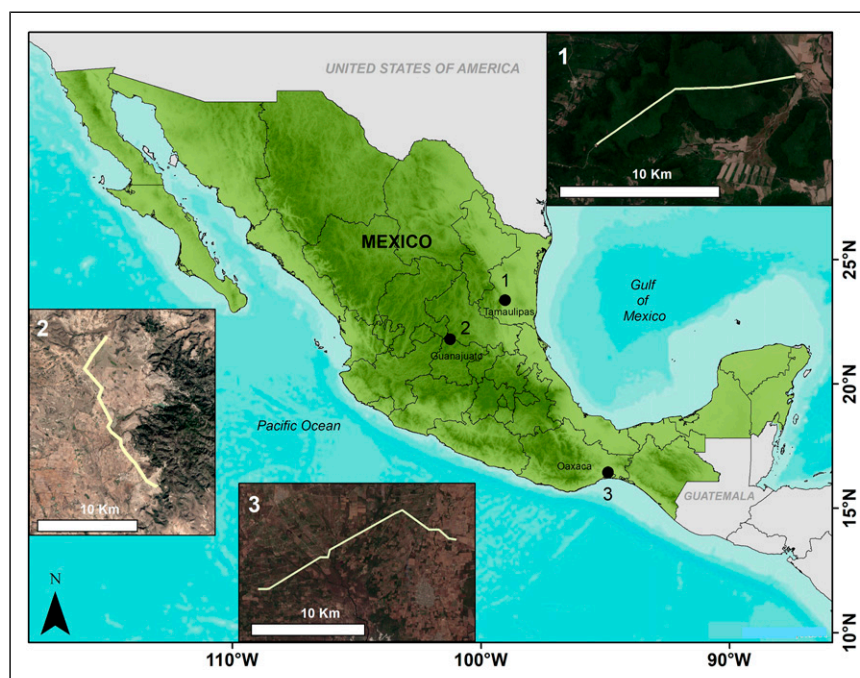 UNITED STATES OF AMERICA
1
10 Km
MEXICO
25°N
1
Tamaulipas
Gulf
of
Mexico
2
2
Guanajuato
20°N
Pacific Ocean
Oaxaca
3
GUATEMALA
3
10 Km
15°N
N
10 Km
10°N
110°W
100°W
90°W